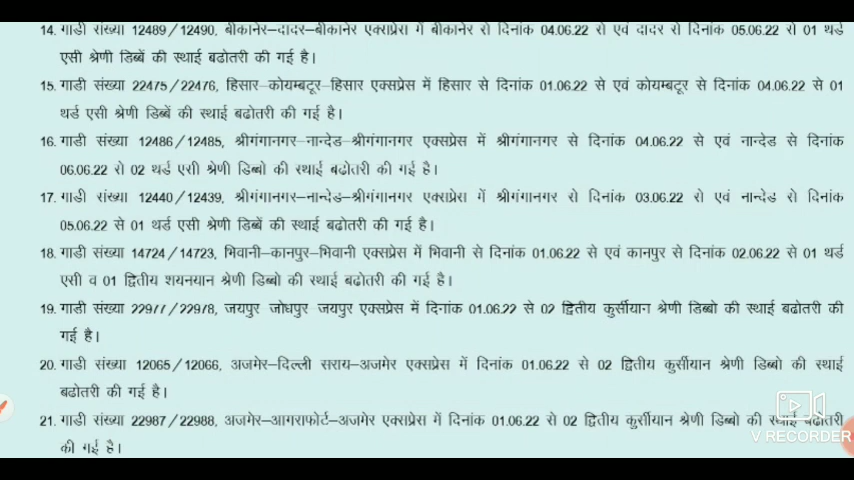 14. गाडी संख्या 12489/12490, बीकानेर–दादर–बीकानेर एक्सप्रेस में बीकानेर से दिनांक 04.06.22 से एवं दादर से दिनांक 05.06.22 से 01 थर्ड
एसी श्रेणी डिब्बें की स्थाई बढोतरी की गई है।
15. गाडी संख्या 22475/22476, हिसार–कोयम्बटूर–हिसार एक्सप्रेस में हिसार से दिनांक 01.06.22 से एवं कोयम्बटूर से दिनांक 04.06.22 से 01
थर्ड एसी श्रेणी डिब्बें की स्थाई बढोतरी की गई है।
16. गाडी संख्या 12486/12485, श्रीगंगानगर–नान्देड–श्रीगंगानगर एक्सप्रेस में श्रीगंगानगर से दिनांक 04.06.22 से एवं नान्देड से दिनांक
06.06.22 से 02 थर्ड एसी श्रेणी डिब्बो की स्थाई बढोतरी की गई है।
17. गाडी संख्या 12440/12439, श्रीगंगानगर–नान्देड–श्रीगंगानगर एक्सप्रेस में श्रीगंगानगर से दिनांक 03.06.22 से एवं नान्देड से दिनांक
05.06.22 से 01 थर्ड एसी श्रेणी डिब्बें की स्थाई बढोतरी की गई है।
18. गाडी संख्या 14724/14723, भिवानी–कानपुर–भिवानी एक्सप्रेस में भिवानी से दिनांक 01.06.22 से एवं कानपुर से दिनांक 02.06.22 से 01 थर्ड
एसी व 01 द्वितीय शयनयान श्रेणी डिब्बो की स्थाई बढोतरी की गई है।
19. गाडी संख्या 22977/22978, जयपुर जोधपुर जयपुर एक्सप्रेस में दिनांक 01.06.22 से 02 द्वितीय कुर्सीयान श्रेणी डिब्बो की स्थाई बढोतरी की
गई है।
20. गाडी संख्या 12065/12066, अजमेर–दिल्ली सराय–अजमेर एक्सप्रेस में दिनांक 01.06.22 से 02 द्वितीय कुर्सीयान श्रेणी डिब्बो की स्थाई
बढोतरी की गई है।
21. गाडी संख्या 22987/22988, अजमेर–आगराफोर्ट–अजमेर एक्सप्रेस में दिनांक 01.06.22 से 02 द्वितीय कुर्सीयान श्रेणी डिब्बो की स्थाई बढोतरी
की गई है।
V RECORDER